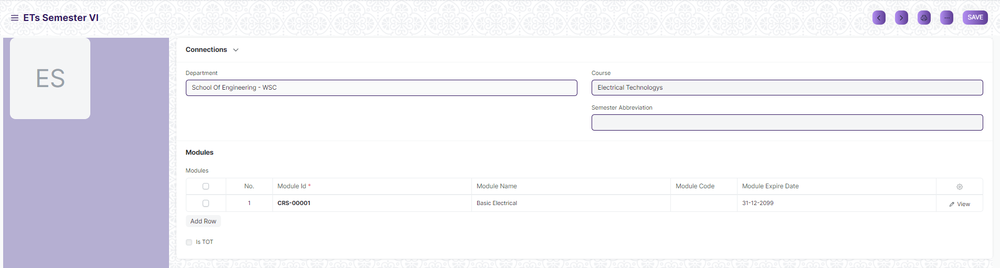 ETs Semester VI
SAVE
ES
Connections
Department
Course
School Of Engineering - WSC
Electrical Technologys
Semester Abbreviation
Modules
Modules
No. Module Id * Module Name Module Code Module Expire Date
1 CRS-00001 Basic Electrical 31-12-2099 View
Add Row
Is TOT